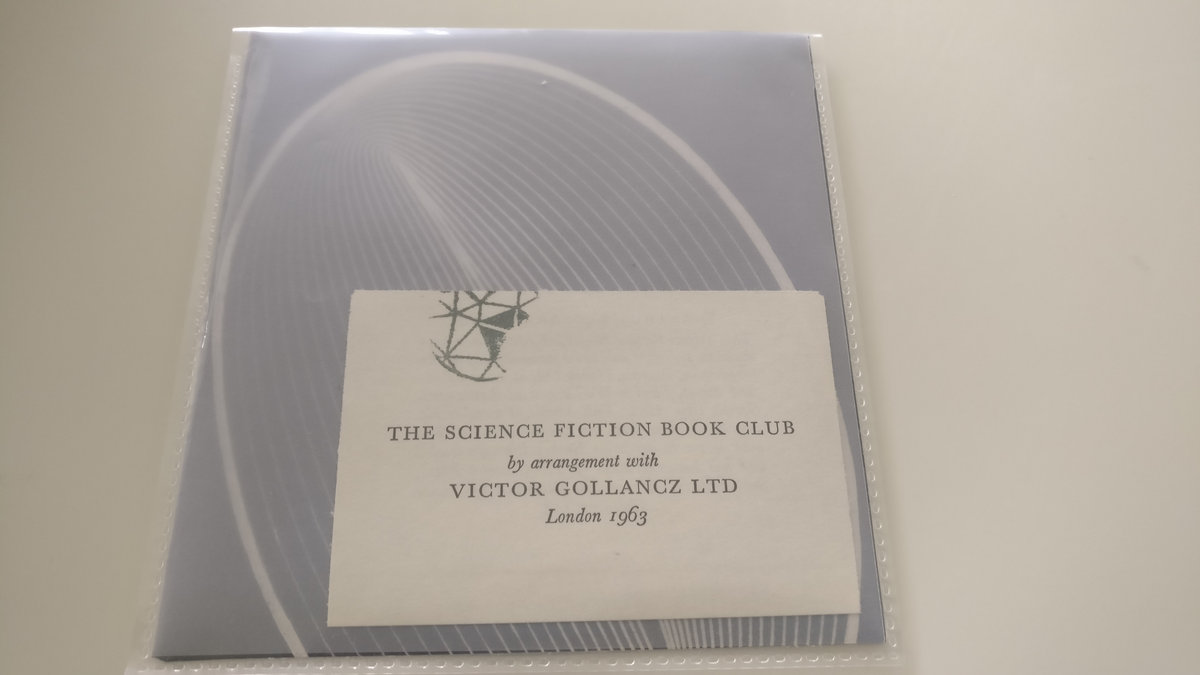 THE SCIENCE FICTION BOOK CLUB
by arrangement with
VICTOR GOLLANCZ LTD
London 1963